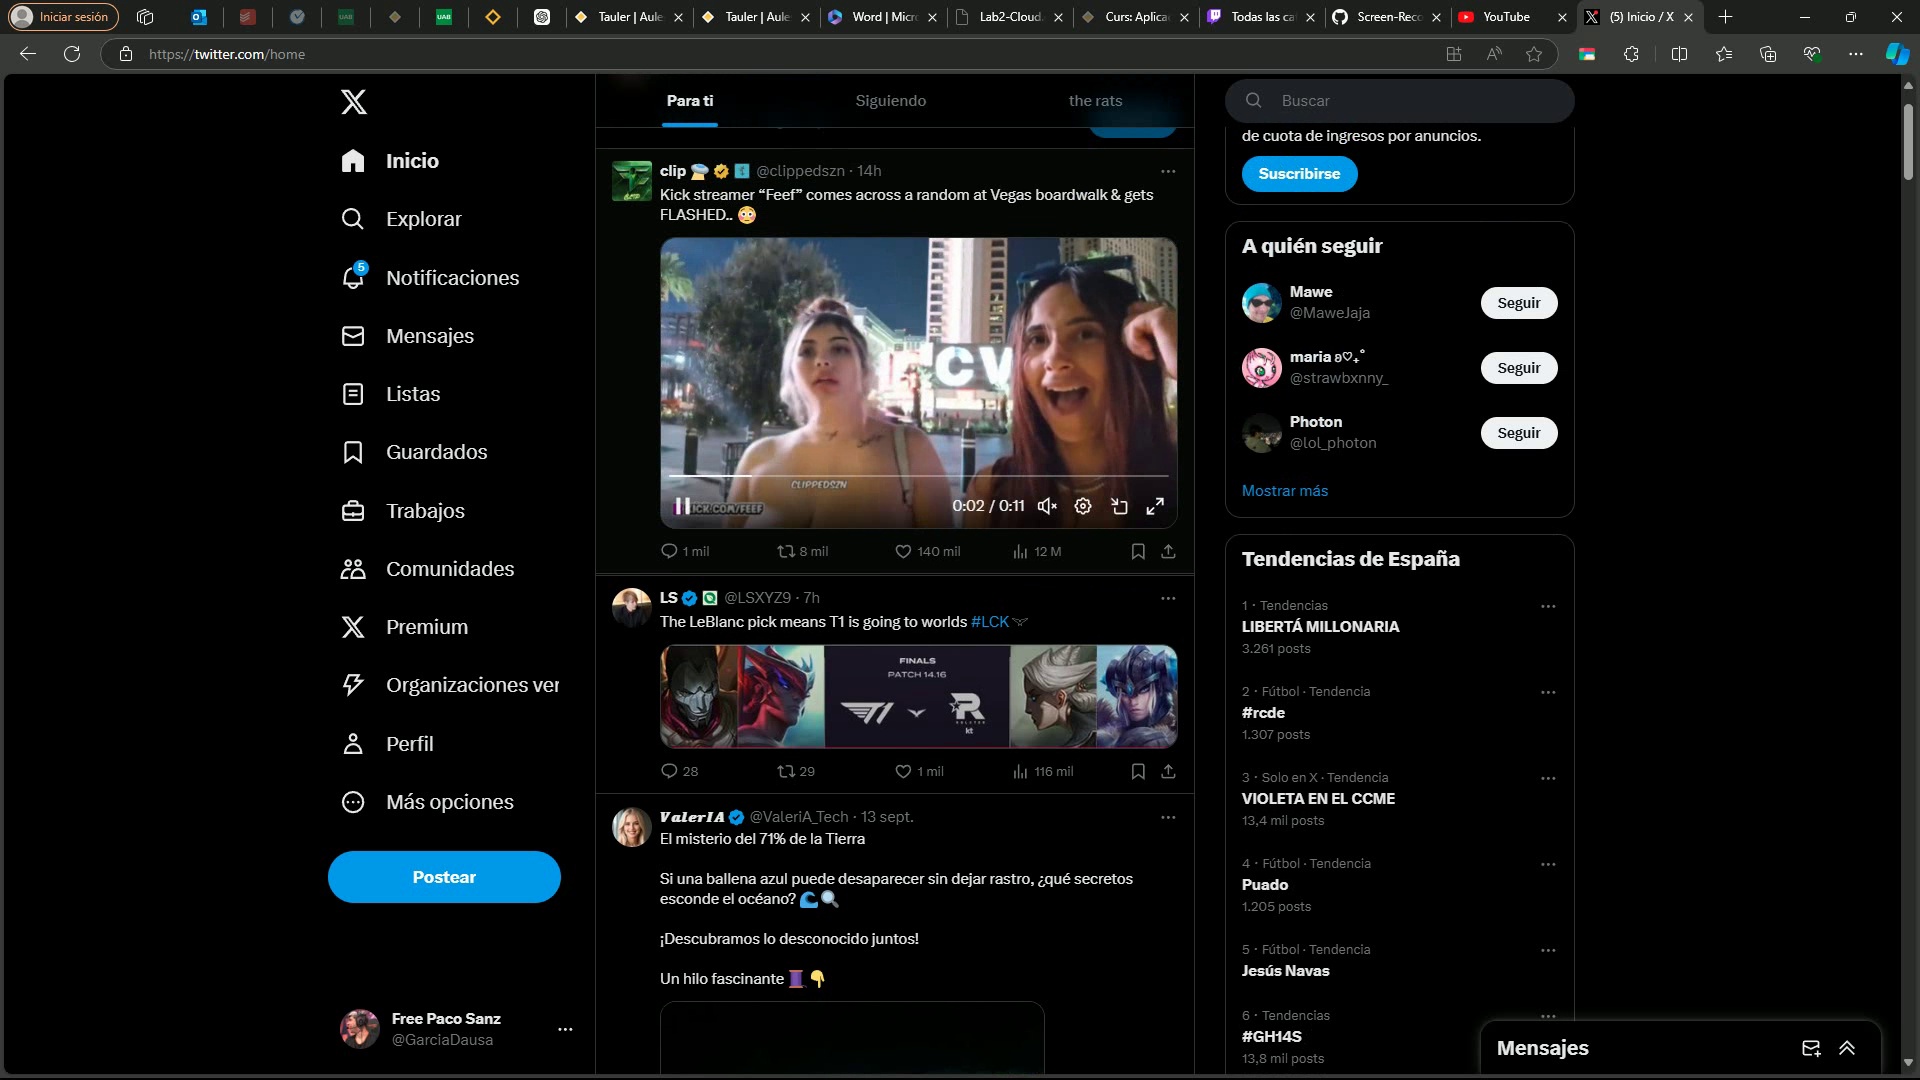 Iniciar sesión
Tauler | Aule
Tauler | Aule
Word | Micr
Lab2-Cloud.
Curs: Aplica
Todas las ca
Screen-Reco
YouTube
(5) Inicio / X
https://twitter.com/home
Inicio
Explorar
5
Notificaciones
Mensajes
Listas
Guardados
Trabajos
Comunidades
Premium
Organizaciones ver
Perfil
Más opciones
Postear
Free Paco Sanz
@GarciaDausa
Para ti
Siguiendo
the rats
clip @clippedszn · 14h
Kick streamer “Feef” comes across a random at Vegas boardwalk & gets
FLASHED.. 😳
CV
CLIPPEDSZN
ICK.COM/FEEF
0:02 / 0:11
1 mil
8 mil
140 mil
12 M
LS @LSXYZ9 · 7h
The LeBlanc pick means T1 is going to worlds #LCK
FINALS
PATCH 14.16
T1
kt
28
29
1 mil
116 mil
ValerIA @ValeriA_Tech · 13 sept.
El misterio del 71% de la Tierra
Si una ballena azul puede desaparecer sin dejar rastro, ¿qué secretos
esconde el océano? 🌊🔍
¡Descubramos lo desconocido juntos!
Un hilo fascinante 🧵👇
Buscar
de cuota de ingresos por anuncios.
Suscribirse
A quién seguir
Mawe
@MaweJaja
Seguir
maria ʚ♡₊˚
@strawbxnny_
Seguir
Photon
@lol_photon
Seguir
Mostrar más
Tendencias de España
1 · Tendencias
LIBERTÁ MILLONARIA
3.261 posts
2 · Fútbol · Tendencia
#rcde
1.307 posts
3 · Solo en X · Tendencia
VIOLETA EN EL CCME
13,4 mil posts
4 · Fútbol · Tendencia
Puado
1.205 posts
5 · Fútbol · Tendencia
Jesús Navas
6 · Tendencias
#GH14S
13,8 mil posts
Mensajes